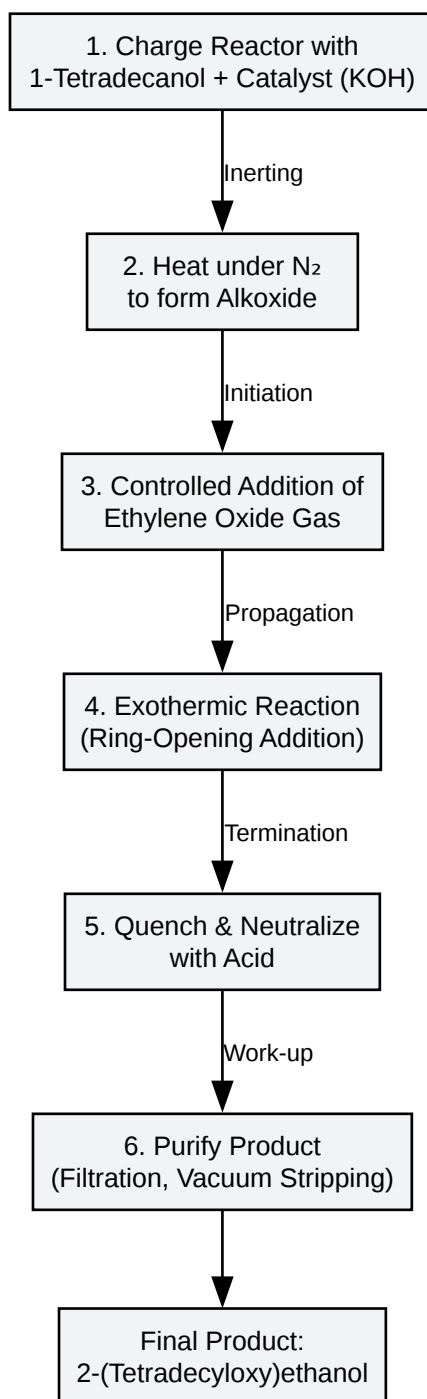 1. Charge Reactor with
1-Tetradecanol + Catalyst (KOH)
Inerting
2. Heat under N₂
to form Alkoxide
Initiation
3. Controlled Addition of
Ethylene Oxide Gas
Propagation
4. Exothermic Reaction
(Ring-Opening Addition)
Termination
5. Quench & Neutralize
with Acid
Work-up
6. Purify Product
(Filtration, Vacuum Stripping)
Final Product:
2-(Tetradecyloxy)ethanol